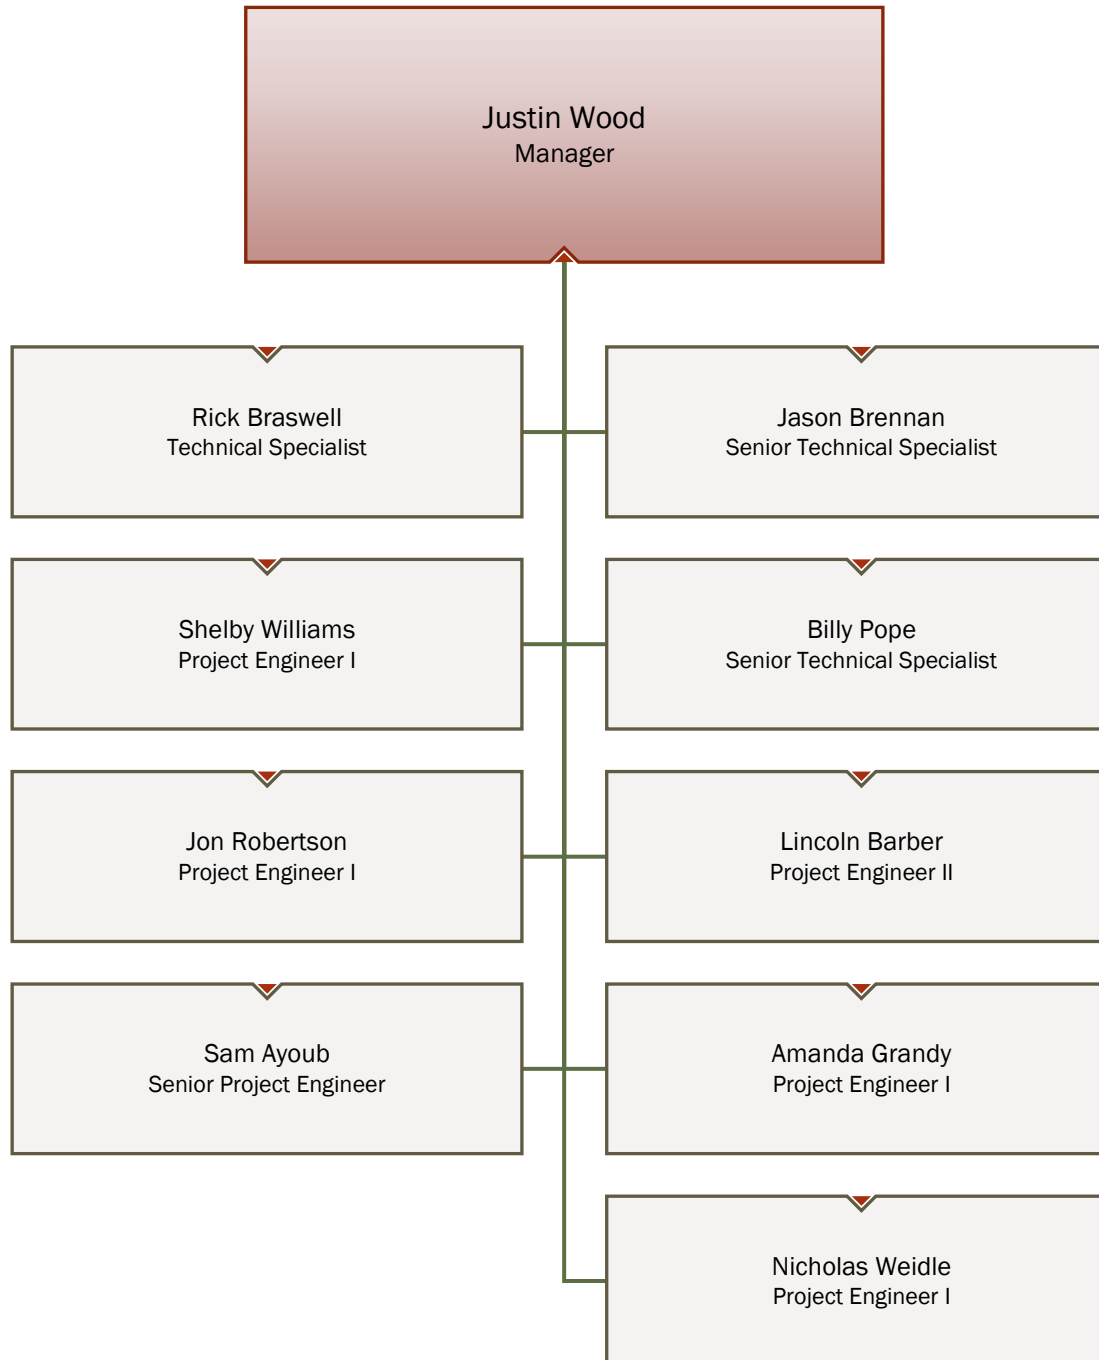 Justin Wood
Manager
Rick Braswell
Technical Specialist
Jason Brennan
Senior Technical Specialist
Shelby Williams
Project Engineer I
Billy Pope
Senior Technical Specialist
Jon Robertson
Project Engineer I
Lincoln Barber
Project Engineer II
Sam Ayoub
Senior Project Engineer
Amanda Grandy
Project Engineer I
Nicholas Weidle
Project Engineer I